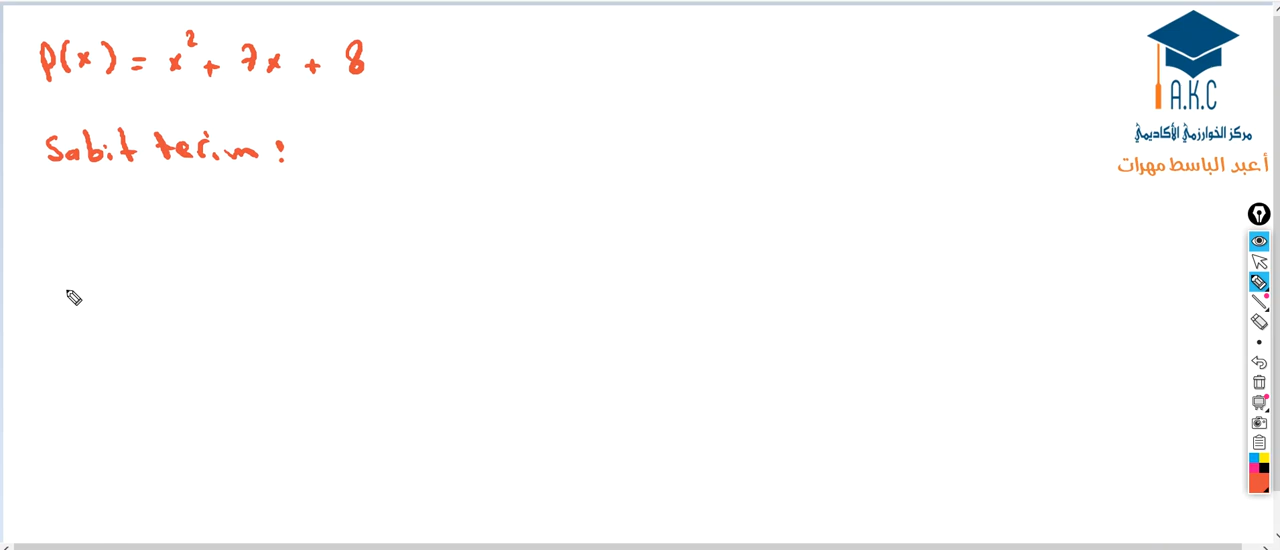 P(x) = x² + 7x + 8
Sabit terim :
A.K.C
مركز الخوارزمي الأكاديمي
أ عبد الباسط مهرات